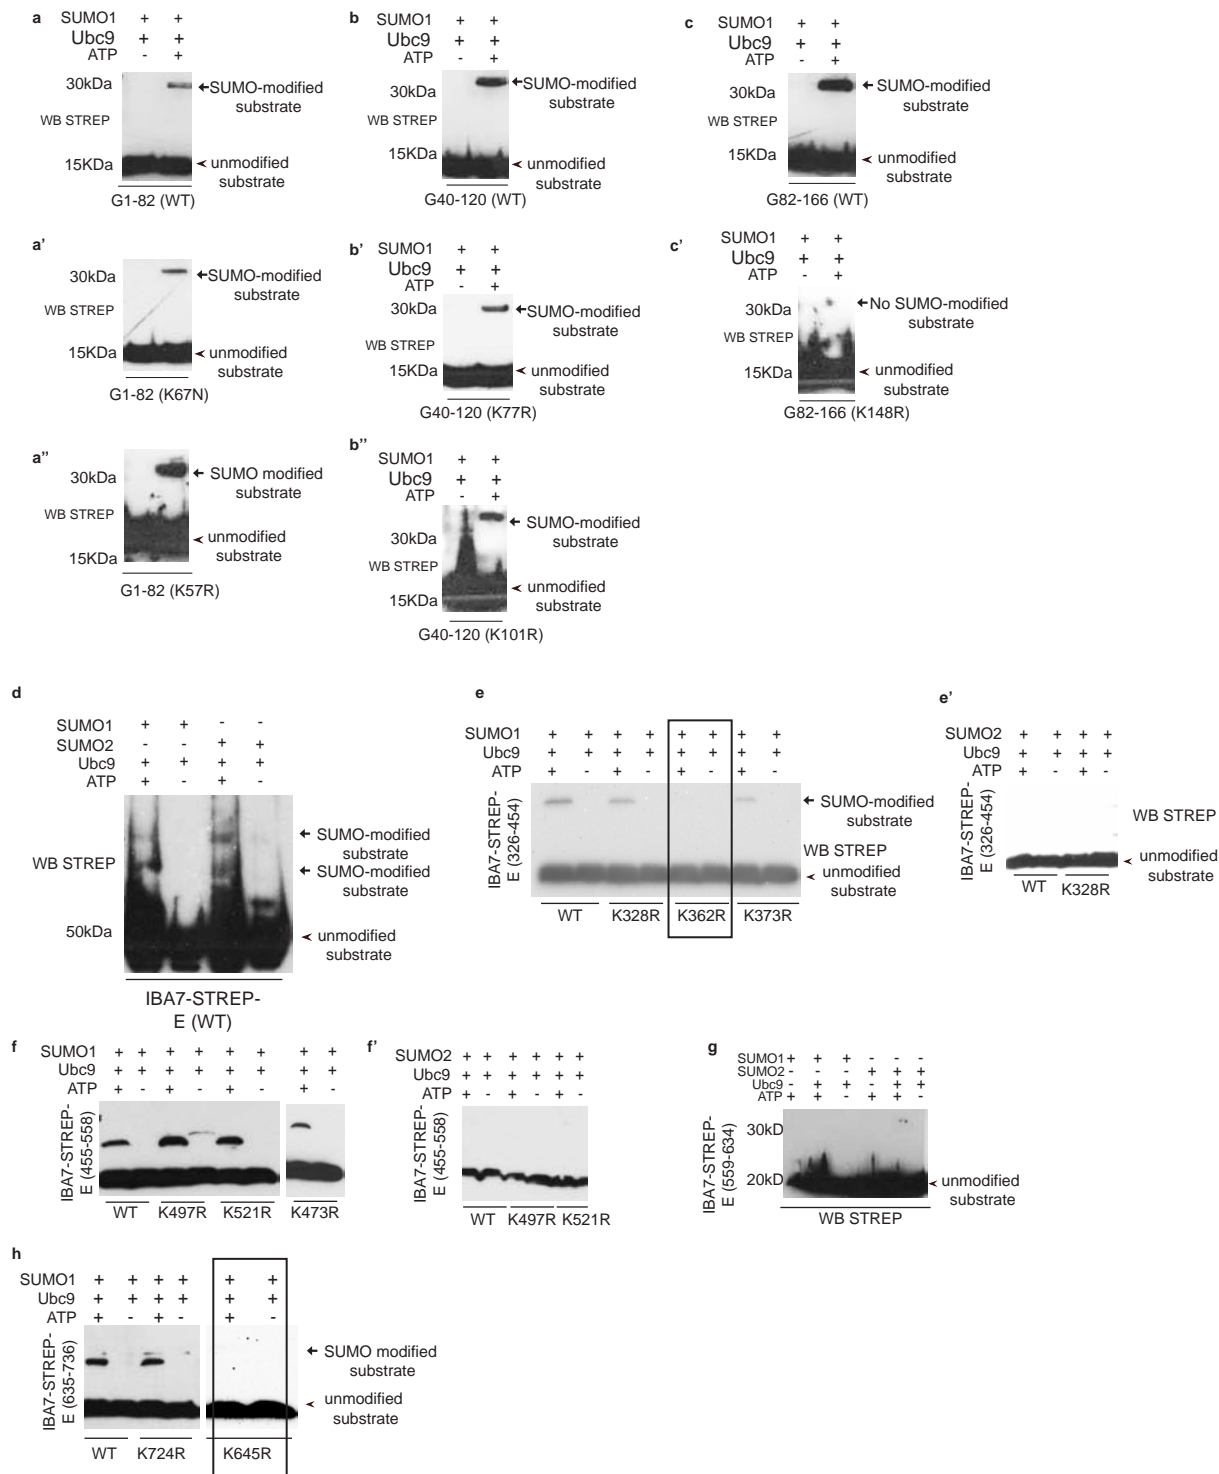 a
SUMO1 + +
Ubc9 + +
ATP - +
30kDa
SUMO-modified
substrate
WB STREP
15KDa
unmodified
substrate
G1-82 (WT)
b
SUMO1 + +
Ubc9 + +
ATP - +
30kDa
SUMO-modified
substrate
WB STREP
15KDa
unmodified
substrate
G40-120 (WT)
c
SUMO1 + +
Ubc9 + +
ATP - +
30kDa
SUMO-modified
substrate
WB STREP
15KDa
unmodified
substrate
G82-166 (WT)
a'
30kDa
SUMO-modified
substrate
WB STREP
15KDa
unmodified
substrate
G1-82 (K67N)
b'
SUMO1 + +
Ubc9 + +
ATP - +
30kDa
SUMO-modified
substrate
WB STREP
15KDa
unmodified
substrate
G40-120 (K77R)
c'
SUMO1 + +
Ubc9 + +
ATP - +
30kDa
No SUMO-modified
substrate
WB STREP
15KDa
unmodified
substrate
G82-166 (K148R)
a''
30kDa
SUMO modified
substrate
WB STREP
unmodified
substrate
15KDa
G1-82 (K57R)
b''
SUMO1 + +
Ubc9 + +
ATP - +
SUMO-modified
substrate
30kDa
WB STREP
unmodified
substrate
15KDa
G40-120 (K101R)
d
SUMO1 + + - -
SUMO2 - - + +
Ubc9 + + + +
ATP + - + -
SUMO-modified
substrate
WB STREP
SUMO-modified
substrate
50kDa
unmodified
substrate
IBA7-STREP-
E (WT)
e
SUMO1 + + + + + + + +
Ubc9 + + + + + + + +
ATP + - + - + - + -
IBA7-STREP-
E (326-454)
SUMO-modified
substrate
WB STREP
unmodified
substrate
WT K328R K362R K373R
e'
SUMO2 + + + +
Ubc9 + + + +
ATP + - + -
IBA7-STREP-
E (326-454)
WB STREP
unmodified
substrate
WT K328R
f
SUMO1 + + + + + + + +
Ubc9 + + + + + + + +
ATP + - + - + - + -
IBA7-STREP-
E (455-558)
WT K497R K521R K473R
f'
SUMO2 + + + + + +
Ubc9 + + + + + +
ATP + - + - + -
IBA7-STREP-
E (455-558)
WT K497R K521R
g
SUMO1 + + + - - -
SUMO2 - - - + + +
Ubc9 - + + - + +
ATP + + - + + -
IBA7-STREP-
E (559-634)
30kD
20kD
unmodified
substrate
WB STREP
h
SUMO1 + + + + + +
Ubc9 + + + + + +
ATP + - + - + -
IBA7-STREP-
E (635-736)
SUMO modified
substrate
unmodified
substrate
WT K724R K645R